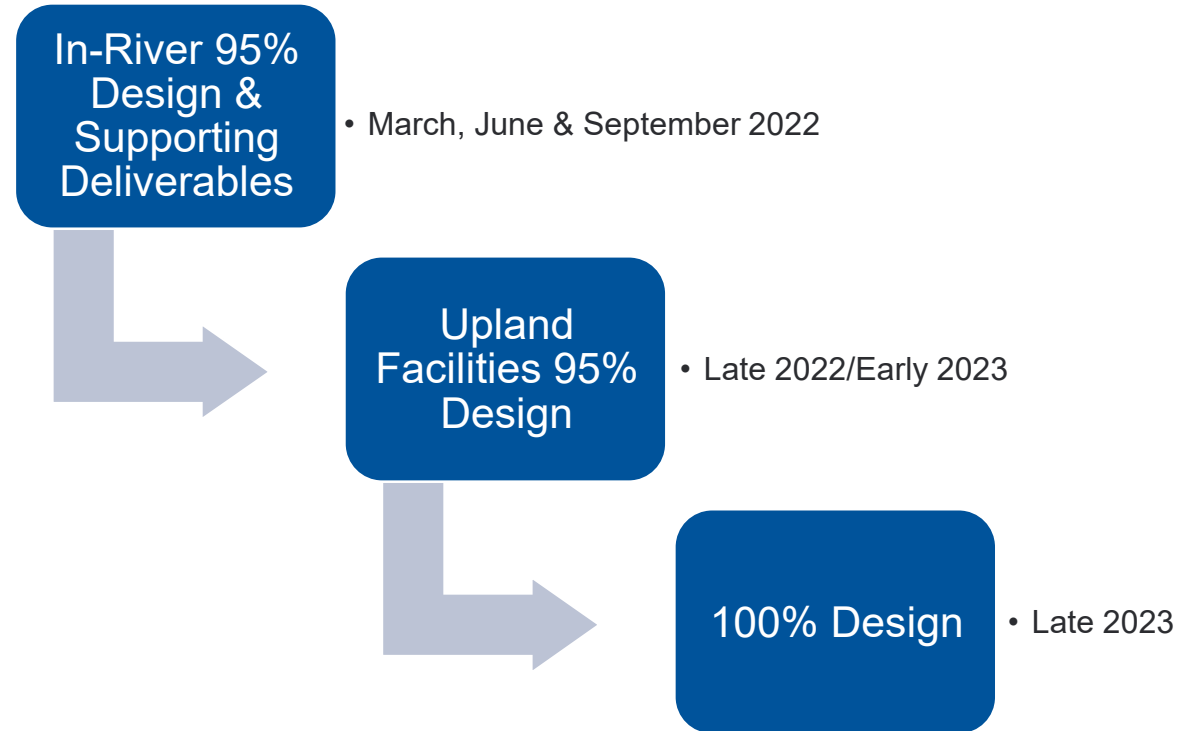 In-River 95%
Design &
Supporting
Deliverables
• March, June & September 2022
Upland
Facilities 95%
Design
• Late 2022/Early 2023
100% Design
• Late 2023